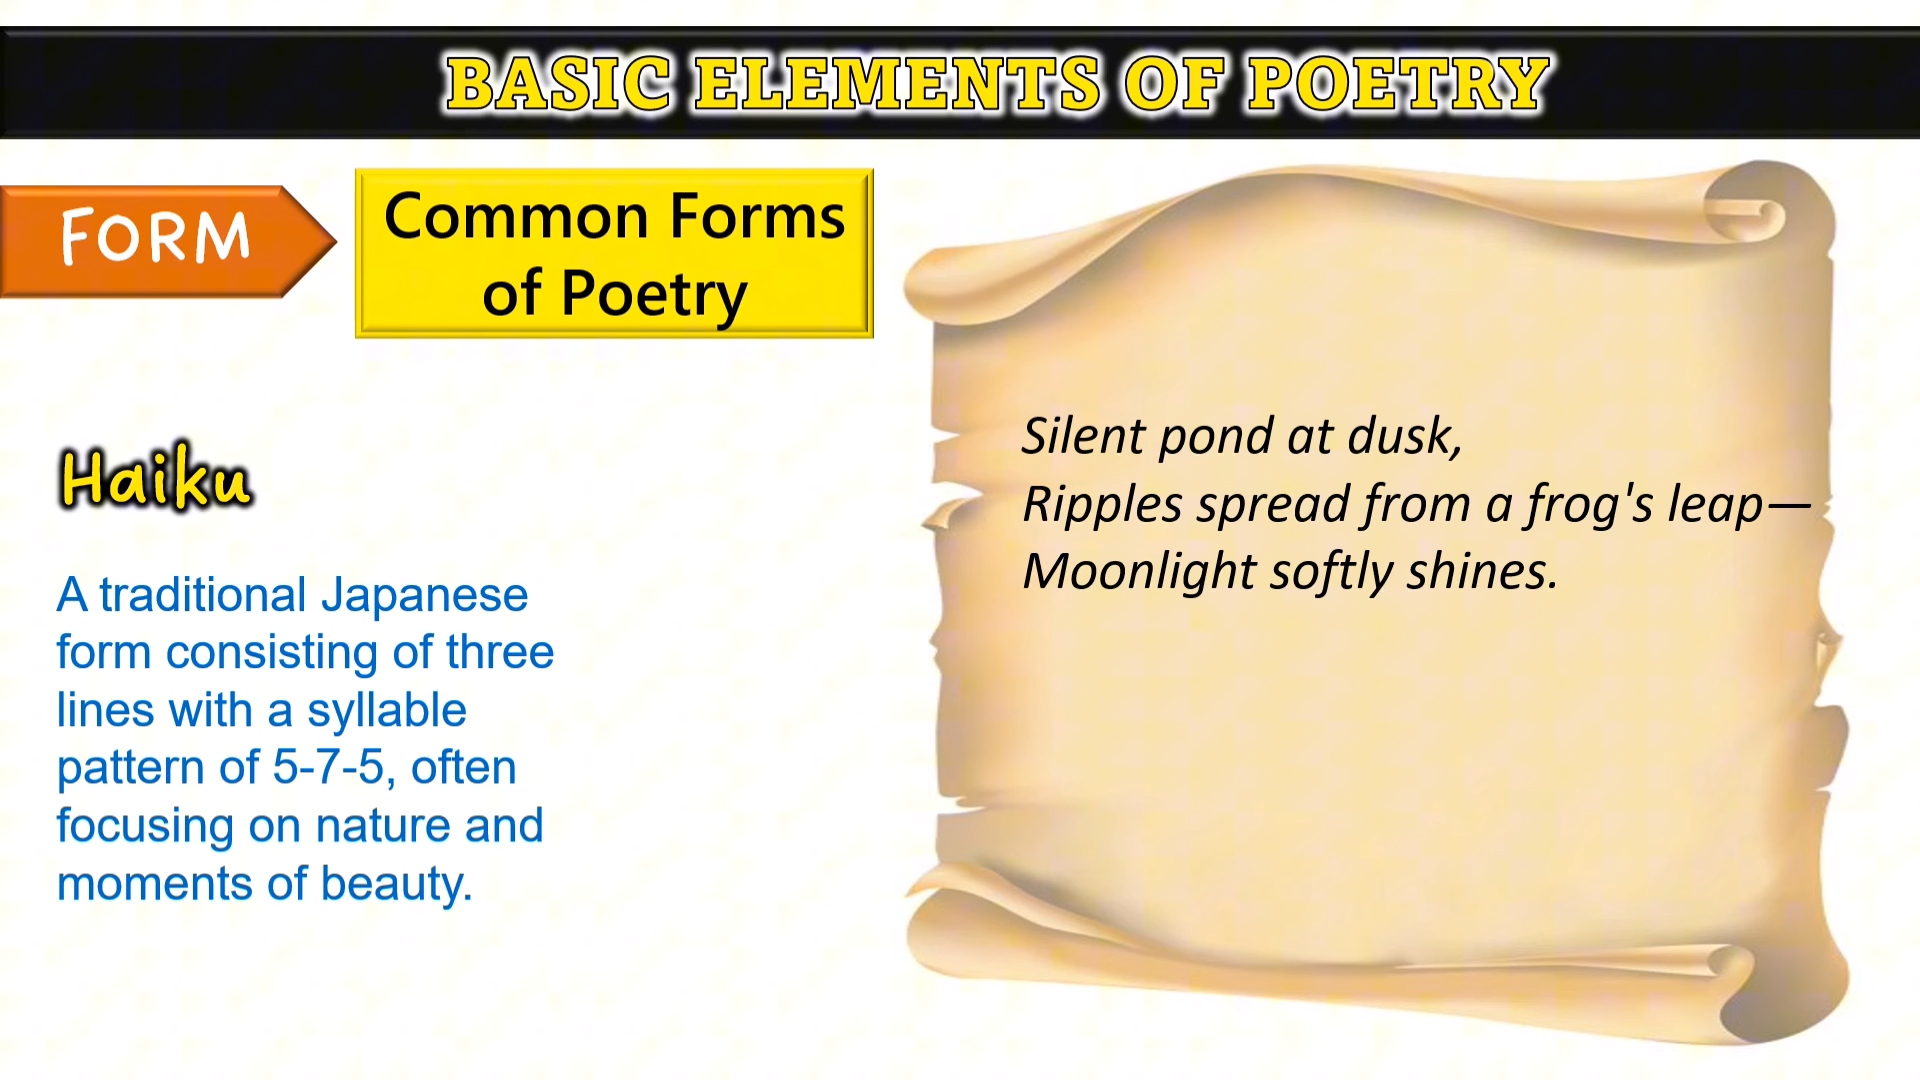 BASIC ELEMENTS OF POETRY
FORM
Common Forms
of Poetry
Haiku
A traditional Japanese
form consisting of three
lines with a syllable
pattern of 5-7-5, often
focusing on nature and
moments of beauty.
Silent pond at dusk,
Ripples spread from a frog's leap—
Moonlight softly shines.